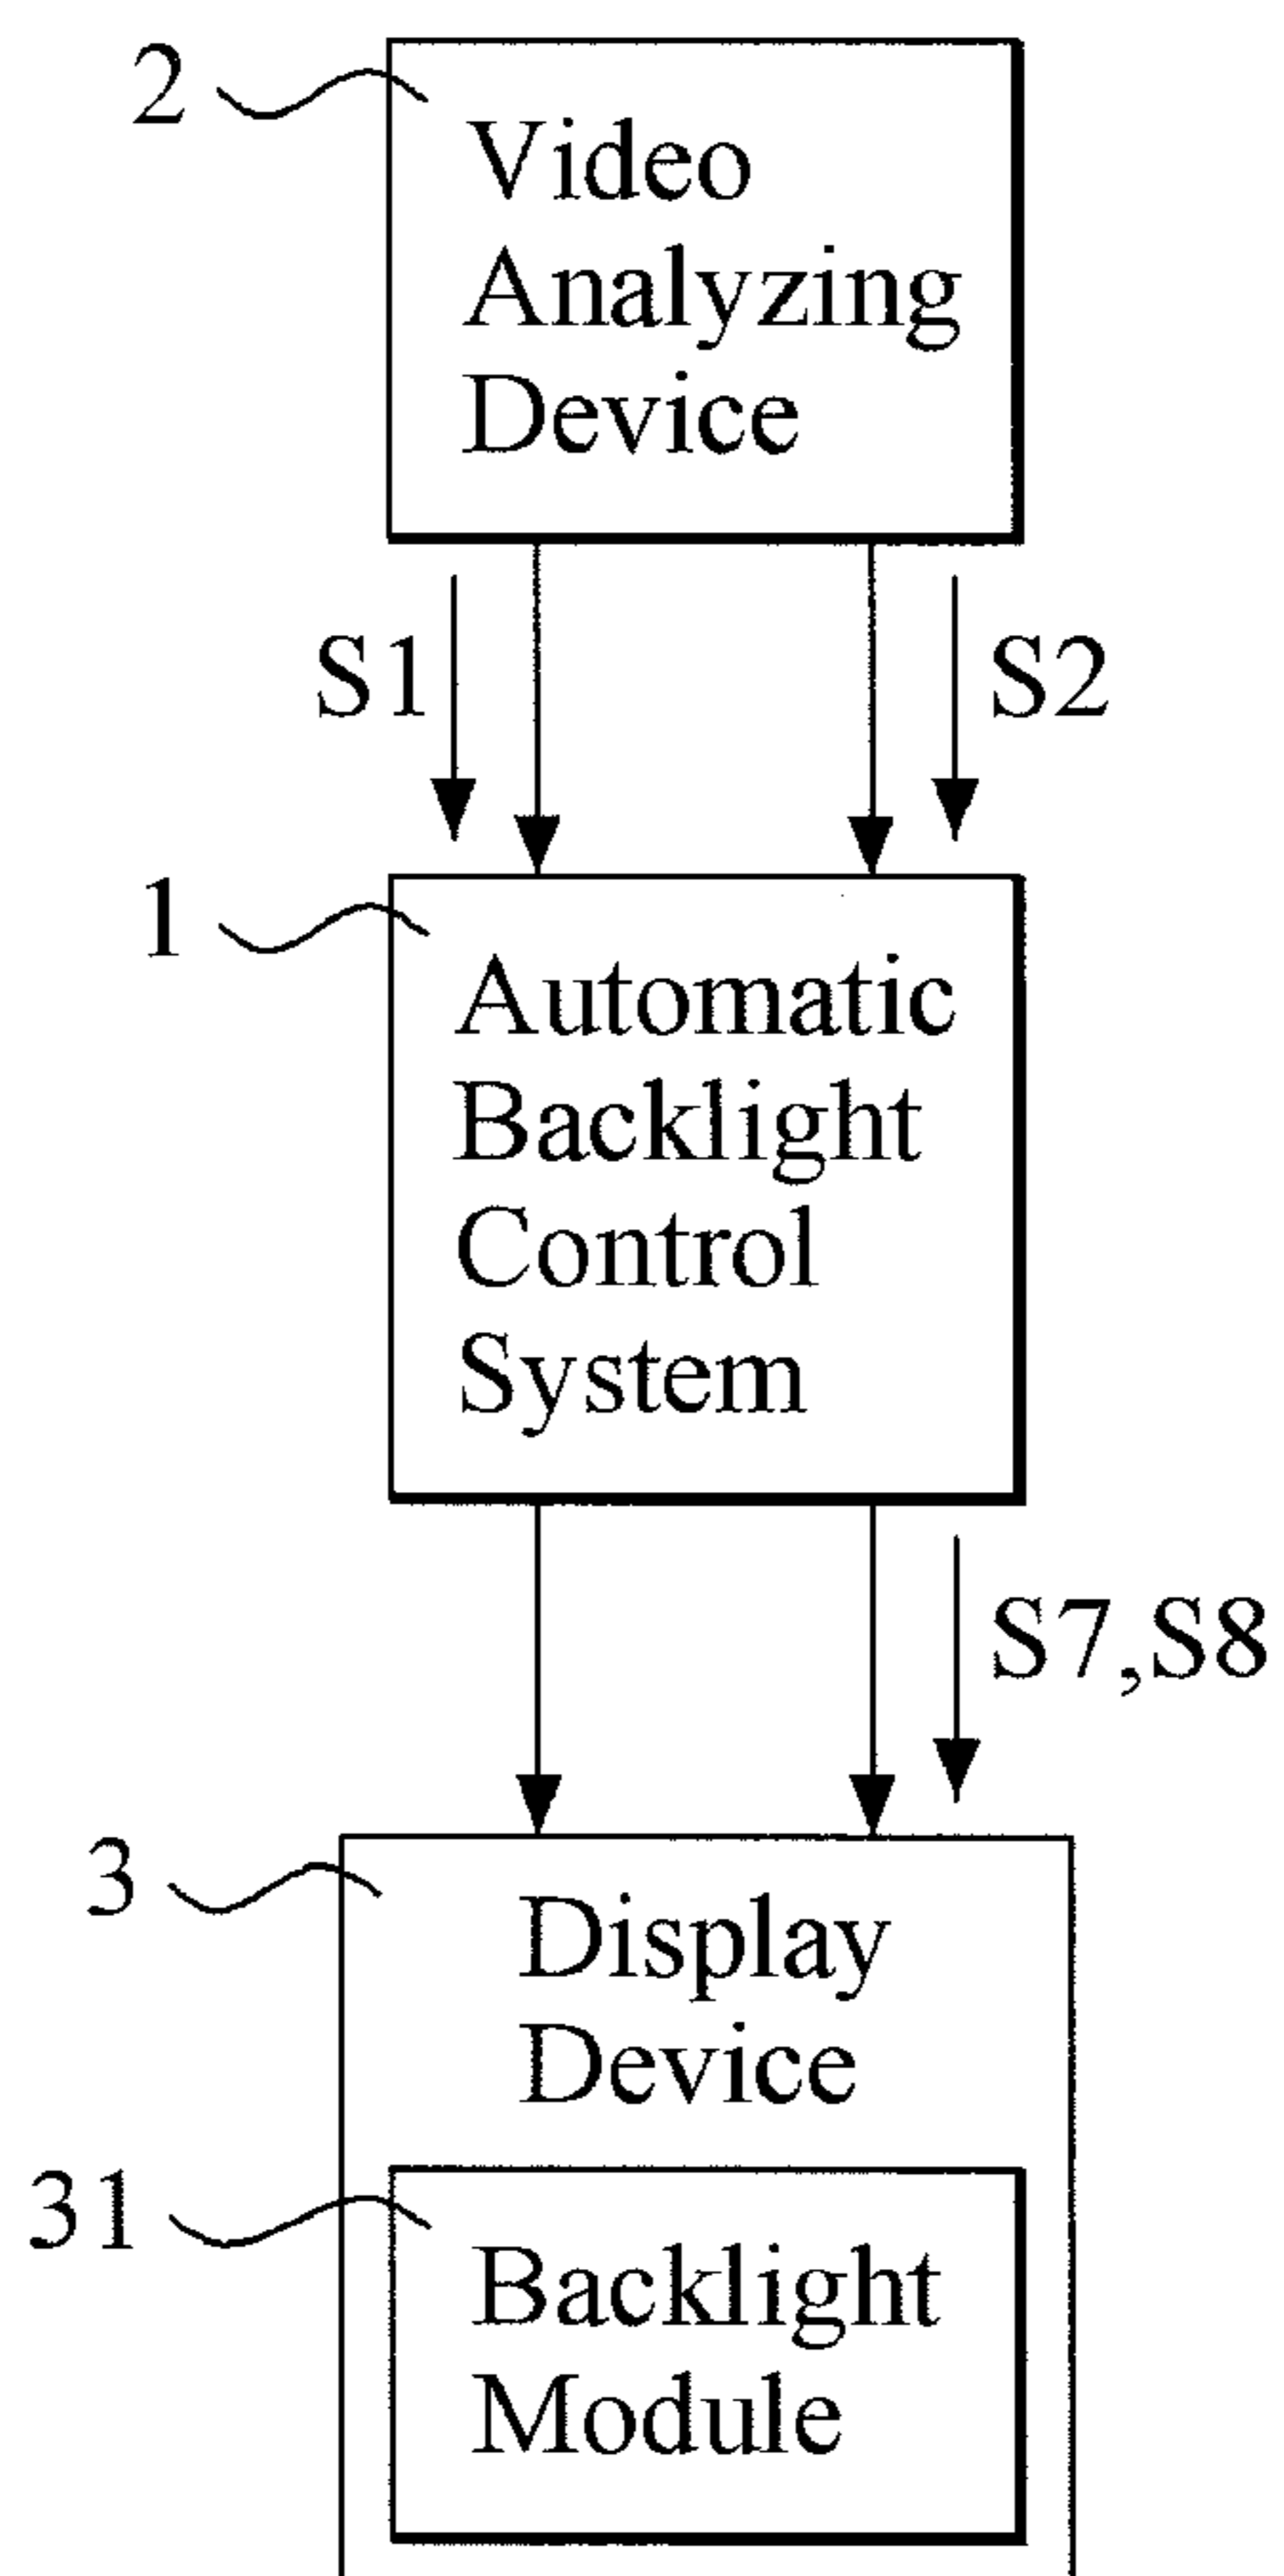 2
Video
Analyzing
Device
S1
S2
1
Automatic
Backlight
Control
System
S7,S8
3
Display
Device
31
Backlight
Module